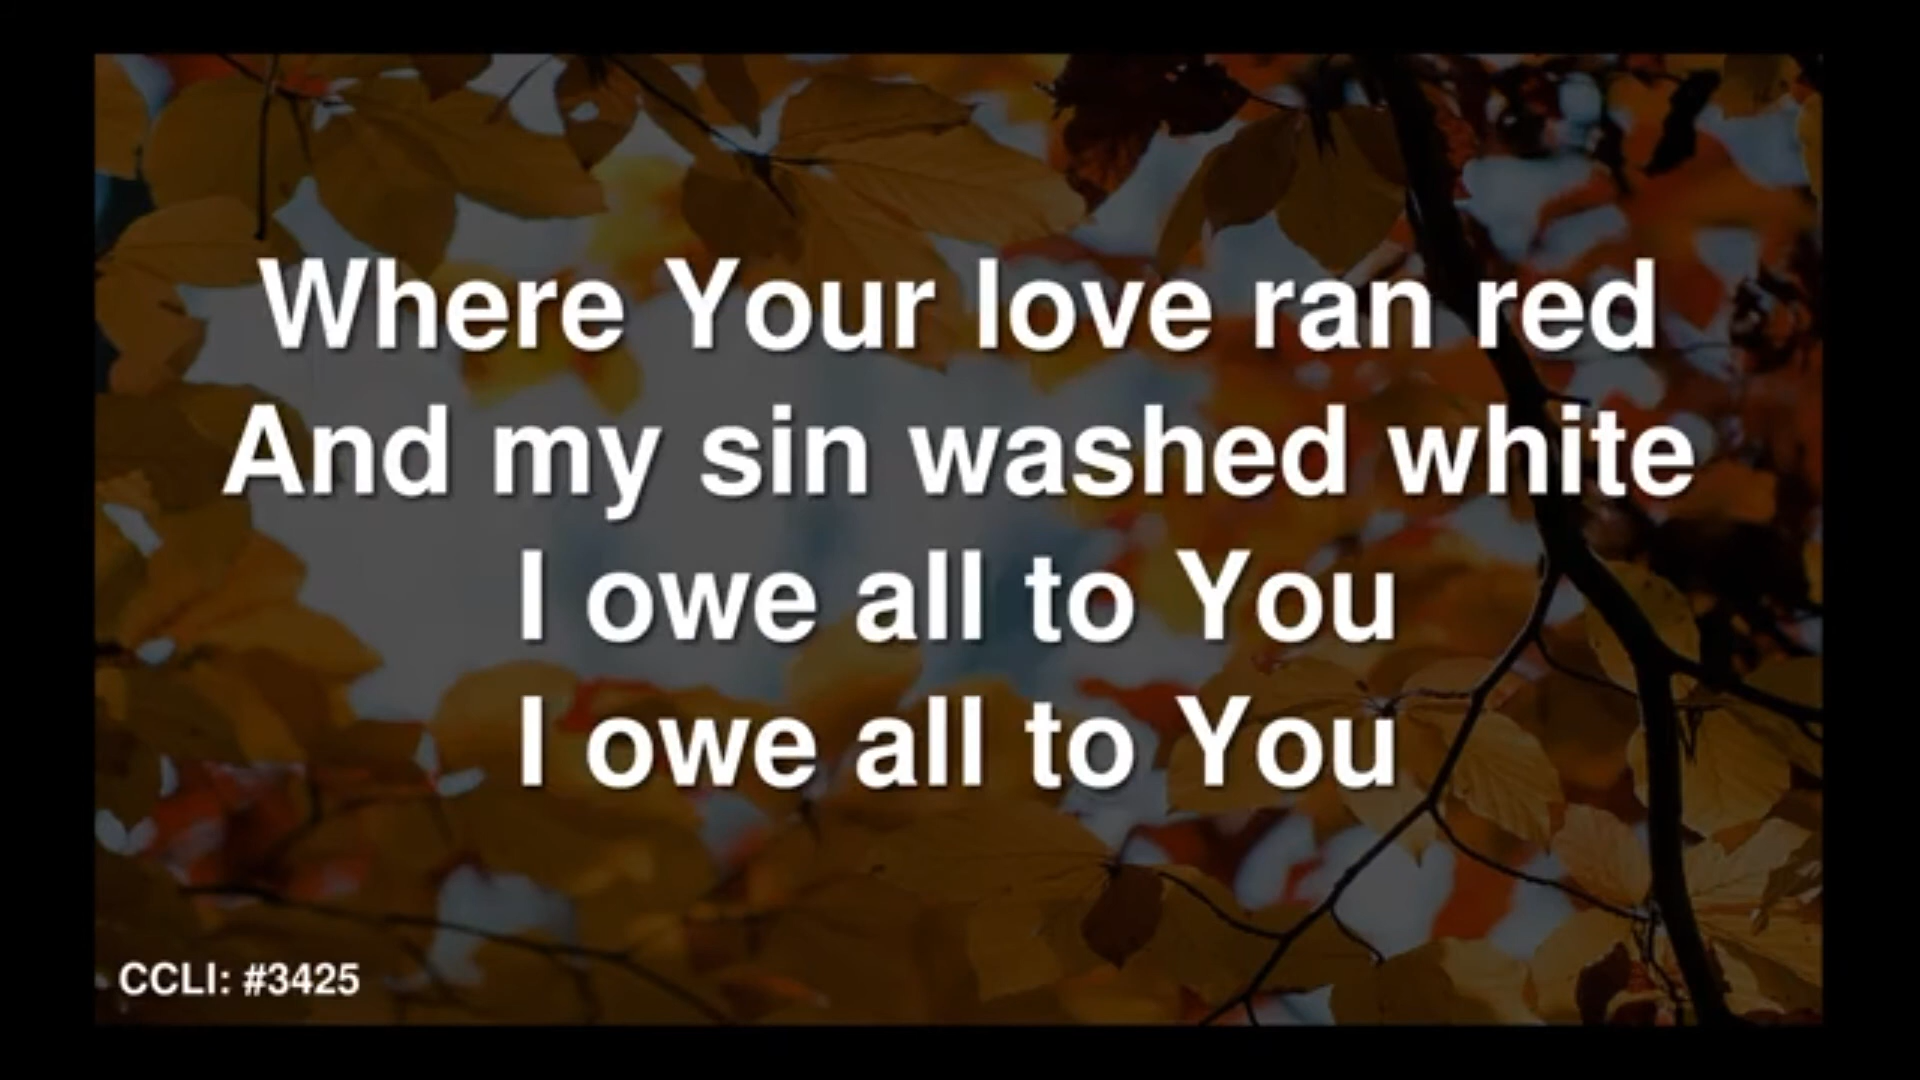 Where Your love ran red
And my sin washed white
I owe all to You
I owe all to You
CCLI: #3425